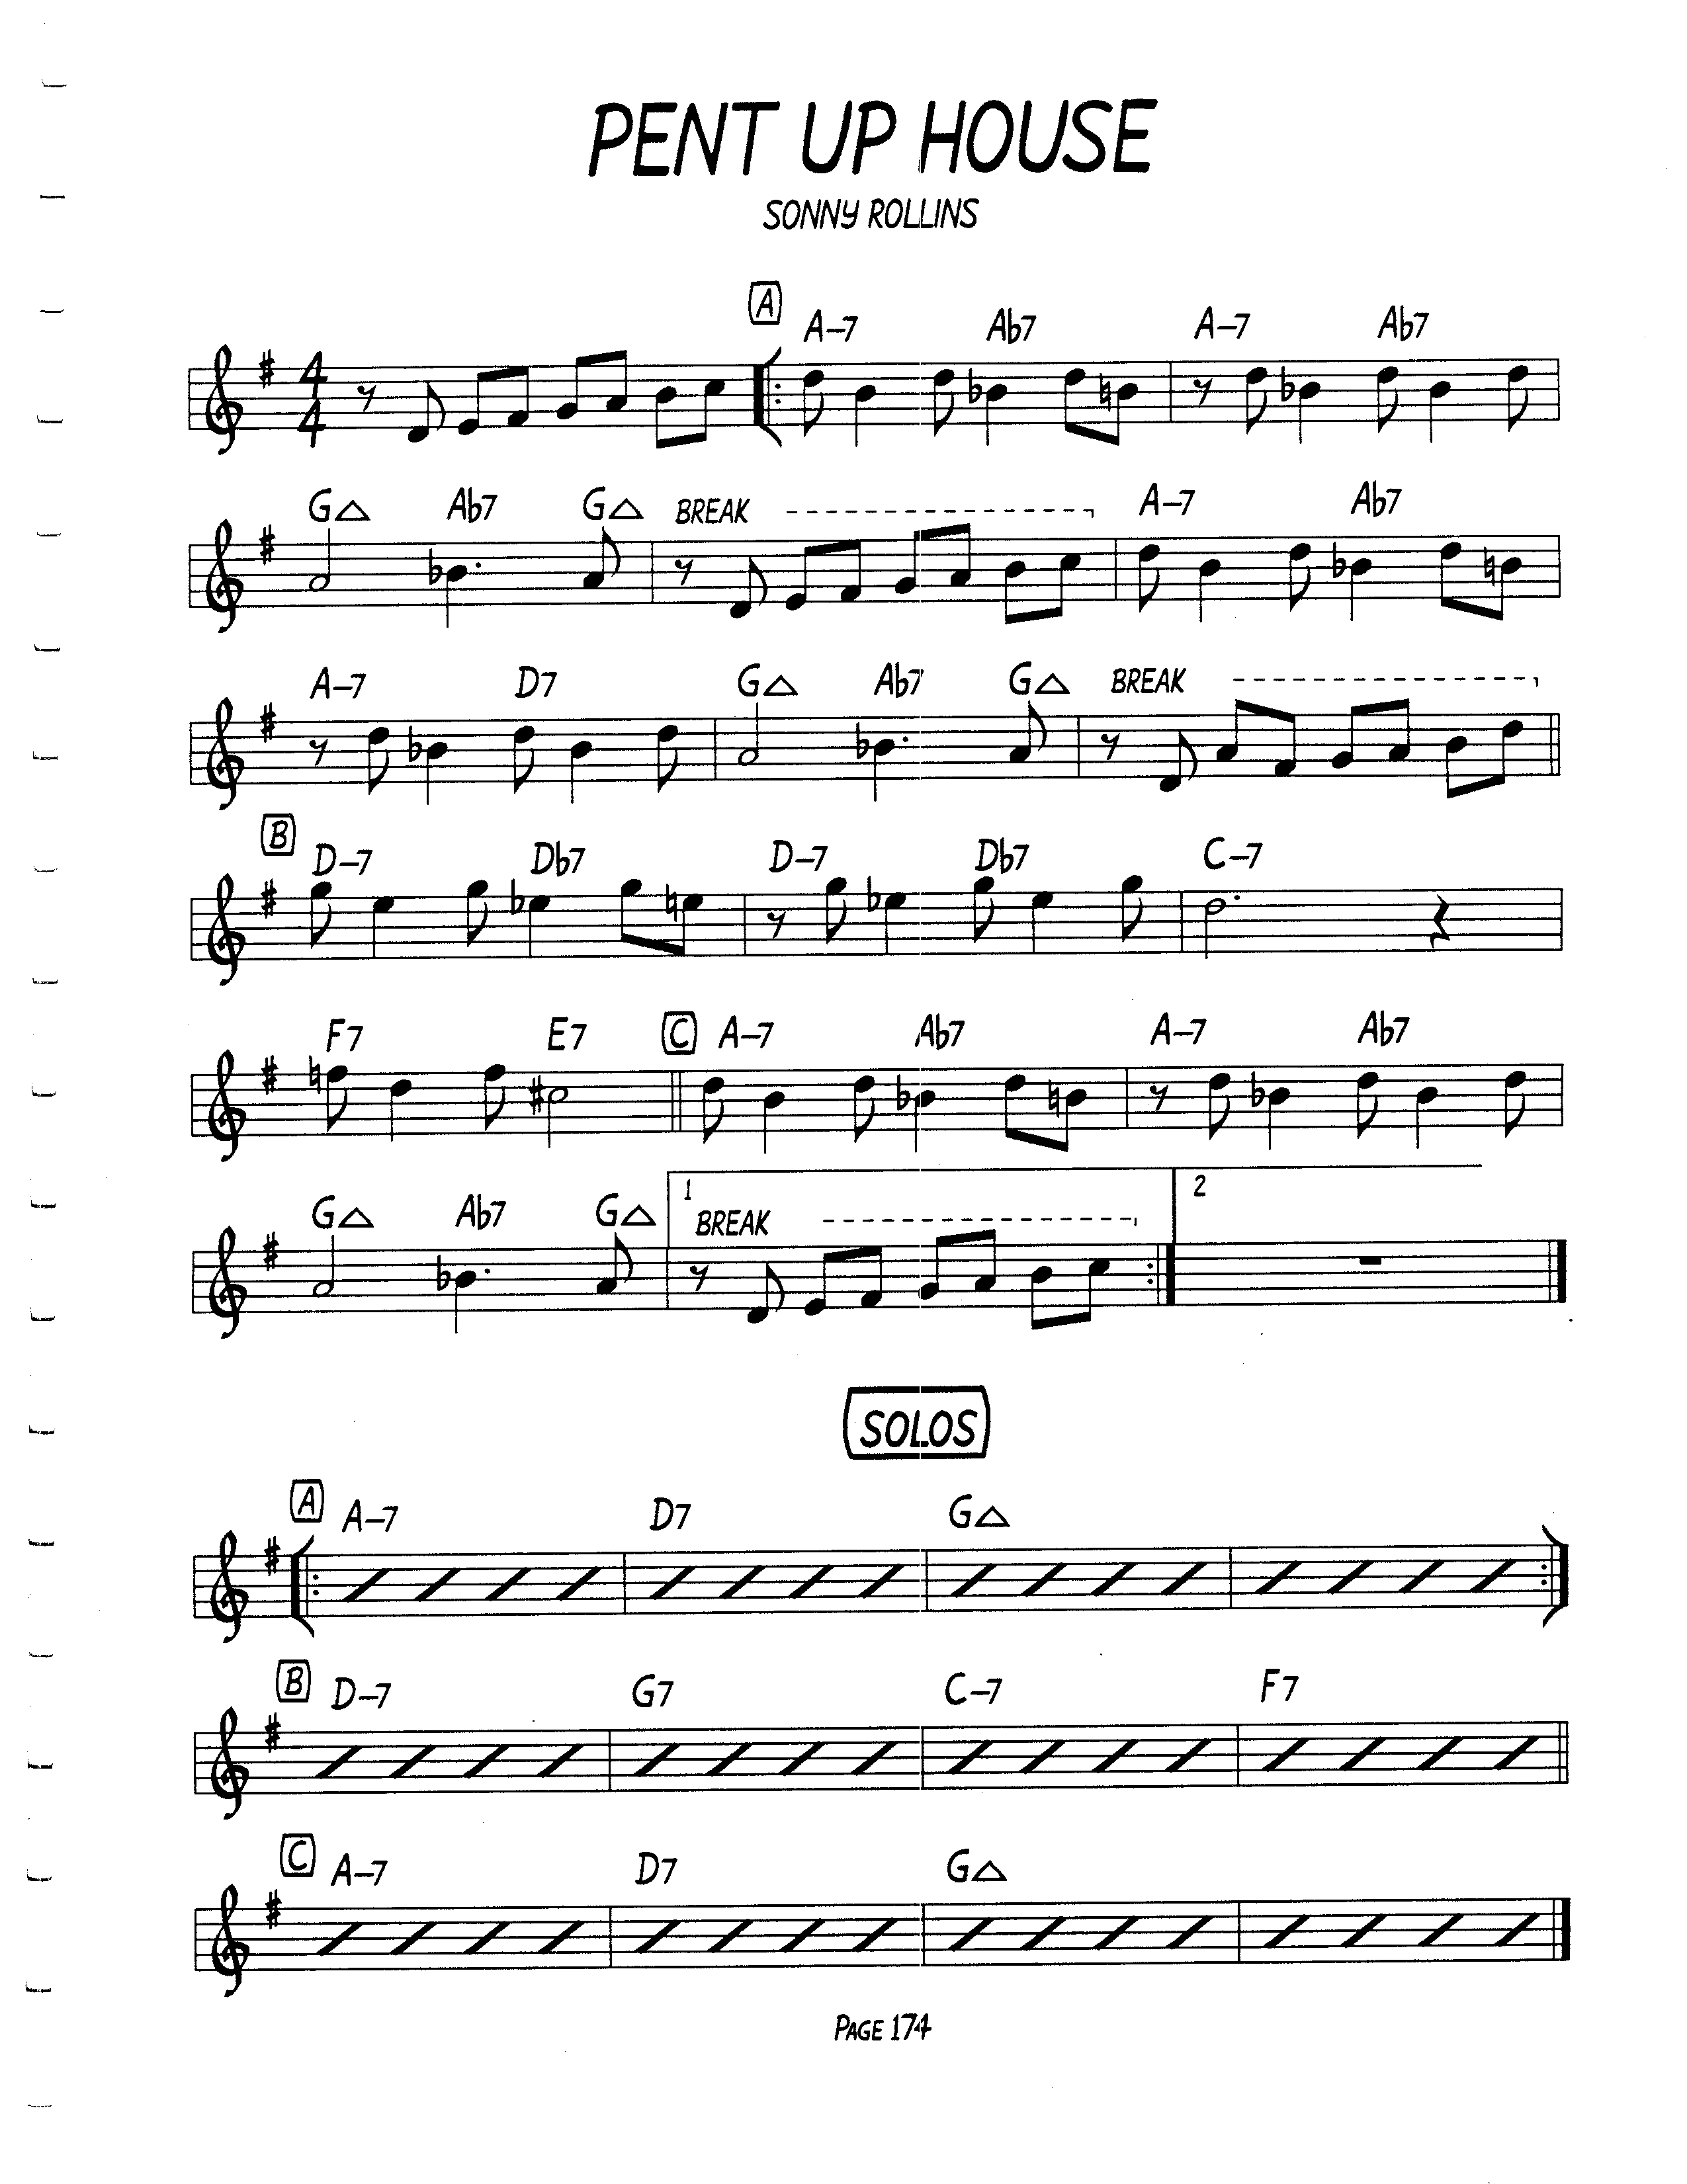 PENT UP HOUSE
SONNY ROLLINS
A
A-7 Ab7 A-7 Ab7
4
4
G△ Ab7 G△ BREAK A-7 Ab7
A-7 D7 G△ Ab7 G△ BREAK
B
D-7 Db7 D-7 Db7 C-7
F7 E7 C A-7 Ab7 A-7 Ab7
1 2
G△ Ab7 G△ BREAK
SOLOS
A
A-7 D7 G△
B
D-7 G7 C-7 F7
C
A-7 D7 G△
PAGE 174